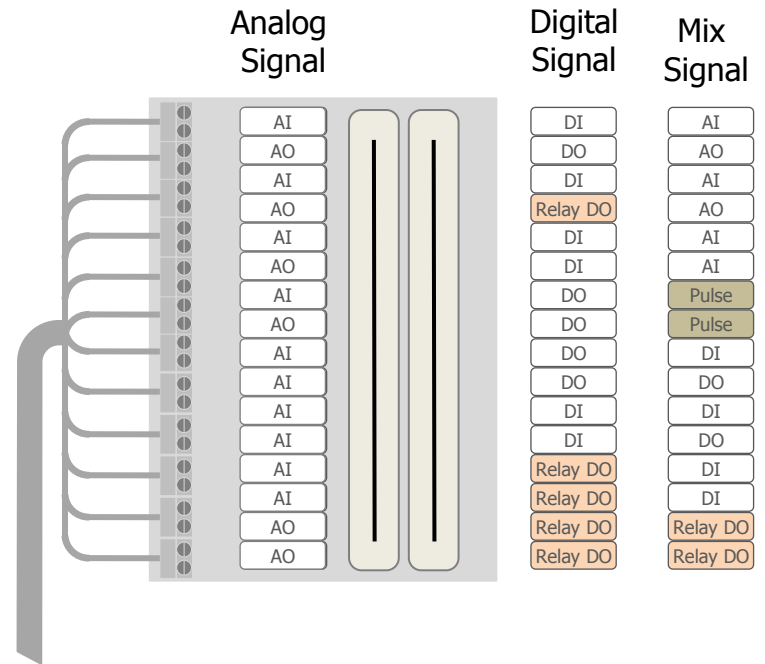 Analog
Signal
AI
AO
AI
AO
AI
AO
AI
AO
AI
AI
AI
AI
AI
AI
AO
AO
Digital
Signal
DI
DO
DI
Relay DO
DI
DI
DO
DO
DO
DO
DI
DI
Relay DO
Relay DO
Relay DO
Relay DO
Mix
Signal
AI
AO
AI
AO
AI
AI
Pulse
Pulse
DI
DO
DI
DO
DI
DI
Relay DO
Relay DO